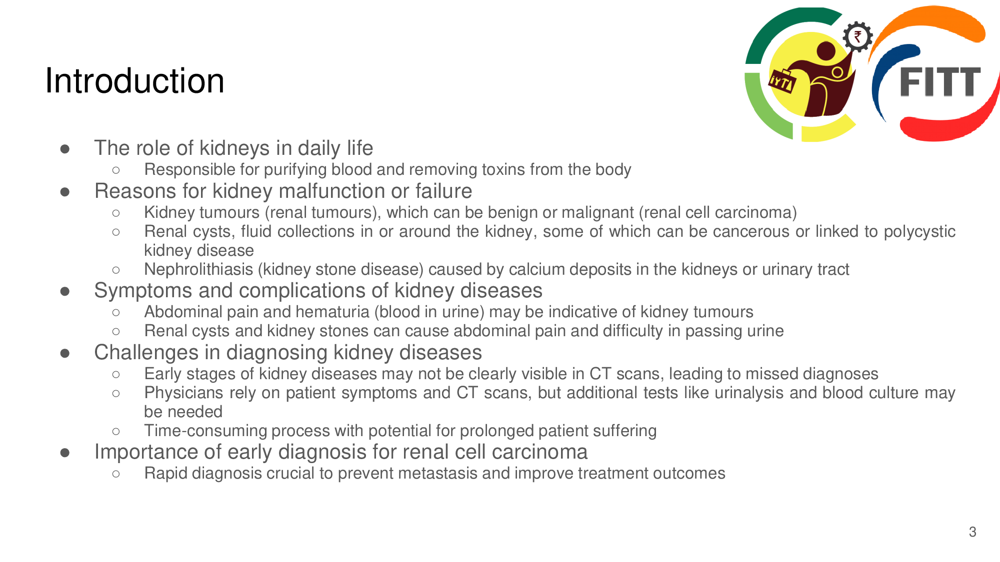 Introduction
₹
iYTI
FITT
● The role of kidneys in daily life
○ Responsible for purifying blood and removing toxins from the body
● Reasons for kidney malfunction or failure
○ Kidney tumours (renal tumours), which can be benign or malignant (renal cell carcinoma)
○ Renal cysts, fluid collections in or around the kidney, some of which can be cancerous or linked to polycystic
kidney disease
○ Nephrolithiasis (kidney stone disease) caused by calcium deposits in the kidneys or urinary tract
● Symptoms and complications of kidney diseases
○ Abdominal pain and hematuria (blood in urine) may be indicative of kidney tumours
○ Renal cysts and kidney stones can cause abdominal pain and difficulty in passing urine
● Challenges in diagnosing kidney diseases
○ Early stages of kidney diseases may not be clearly visible in CT scans, leading to missed diagnoses
○ Physicians rely on patient symptoms and CT scans, but additional tests like urinalysis and blood culture may
be needed
○ Time-consuming process with potential for prolonged patient suffering
● Importance of early diagnosis for renal cell carcinoma
○ Rapid diagnosis crucial to prevent metastasis and improve treatment outcomes
3